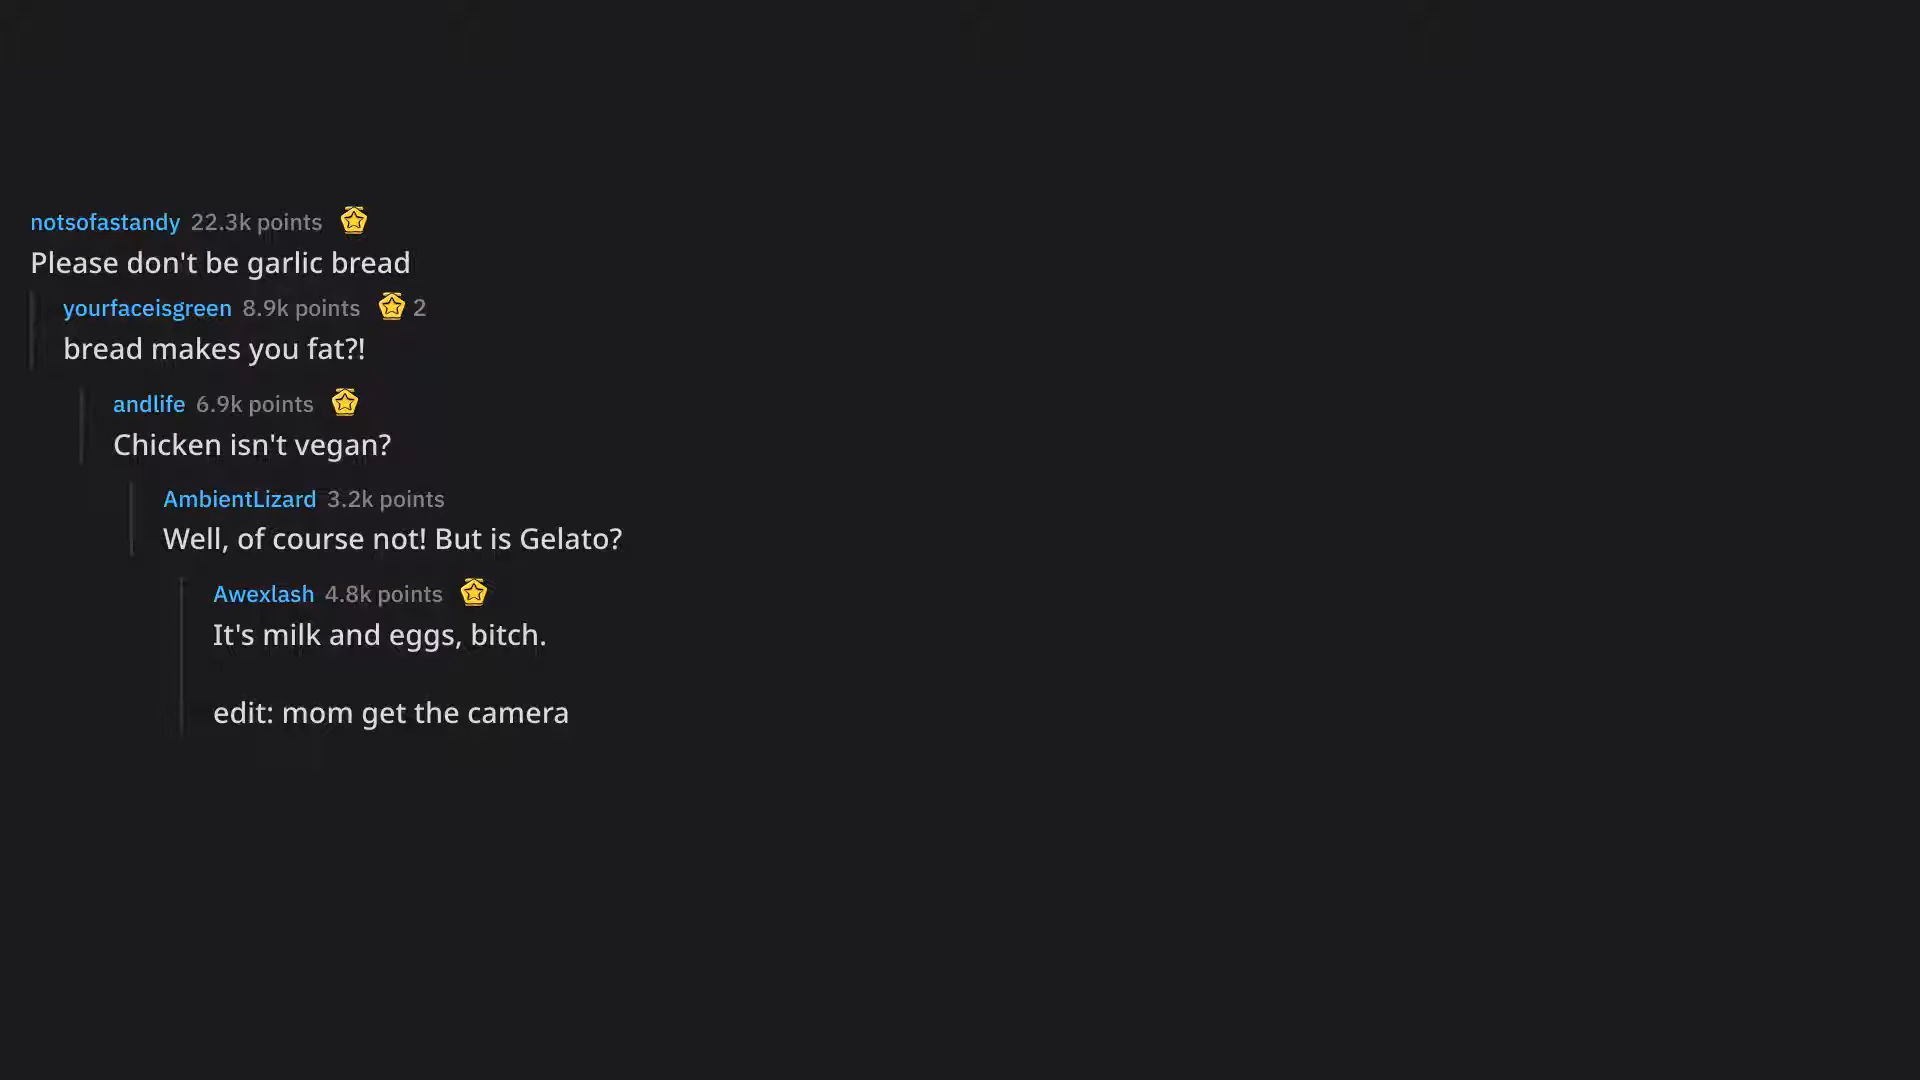 notsofastandy 22.3k points
Please don't be garlic bread
yourfaceisgreen 8.9k points 2
bread makes you fat?!
andlife 6.9k points
Chicken isn't vegan?
AmbientLizard 3.2k points
Well, of course not! But is Gelato?
Awexlash 4.8k points
It's milk and eggs, bitch.
edit: mom get the camera